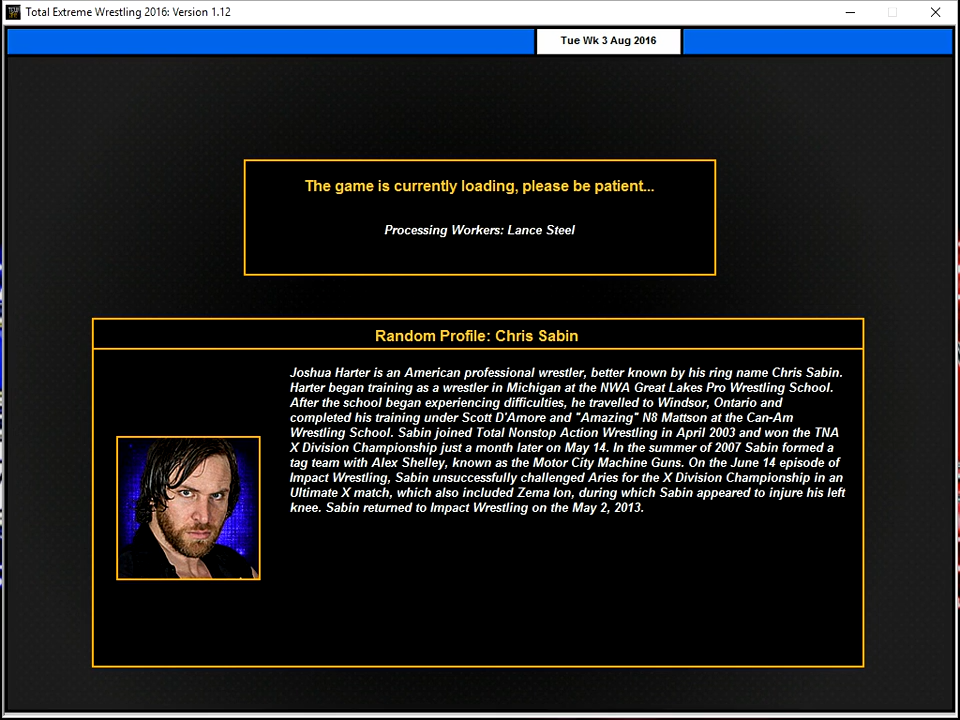 Total Extreme Wrestling 2016: Version 1.12
Tue Wk 3 Aug 2016
The game is currently loading, please be patient...
Processing Workers: Lance Steel
Random Profile: Chris Sabin
Joshua Harter is an American professional wrestler, better known by his ring name Chris Sabin.
Harter began training as a wrestler in Michigan at the NWA Great Lakes Pro Wrestling School.
After the school began experiencing difficulties, he travelled to Windsor, Ontario and
completed his training under Scott D'Amore and "Amazing" N8 Mattson at the Can-Am
Wrestling School. Sabin joined Total Nonstop Action Wrestling in April 2003 and won the TNA
X Division Championship just a month later on May 14. In the summer of 2007 Sabin formed a
tag team with Alex Shelley, known as the Motor City Machine Guns. On the June 14 episode of
Impact Wrestling, Sabin unsuccessfully challenged Aries for the X Division Championship in an
Ultimate X match, which also included Zema Ion, during which Sabin appeared to injure his left
knee. Sabin returned to Impact Wrestling on the May 2, 2013.